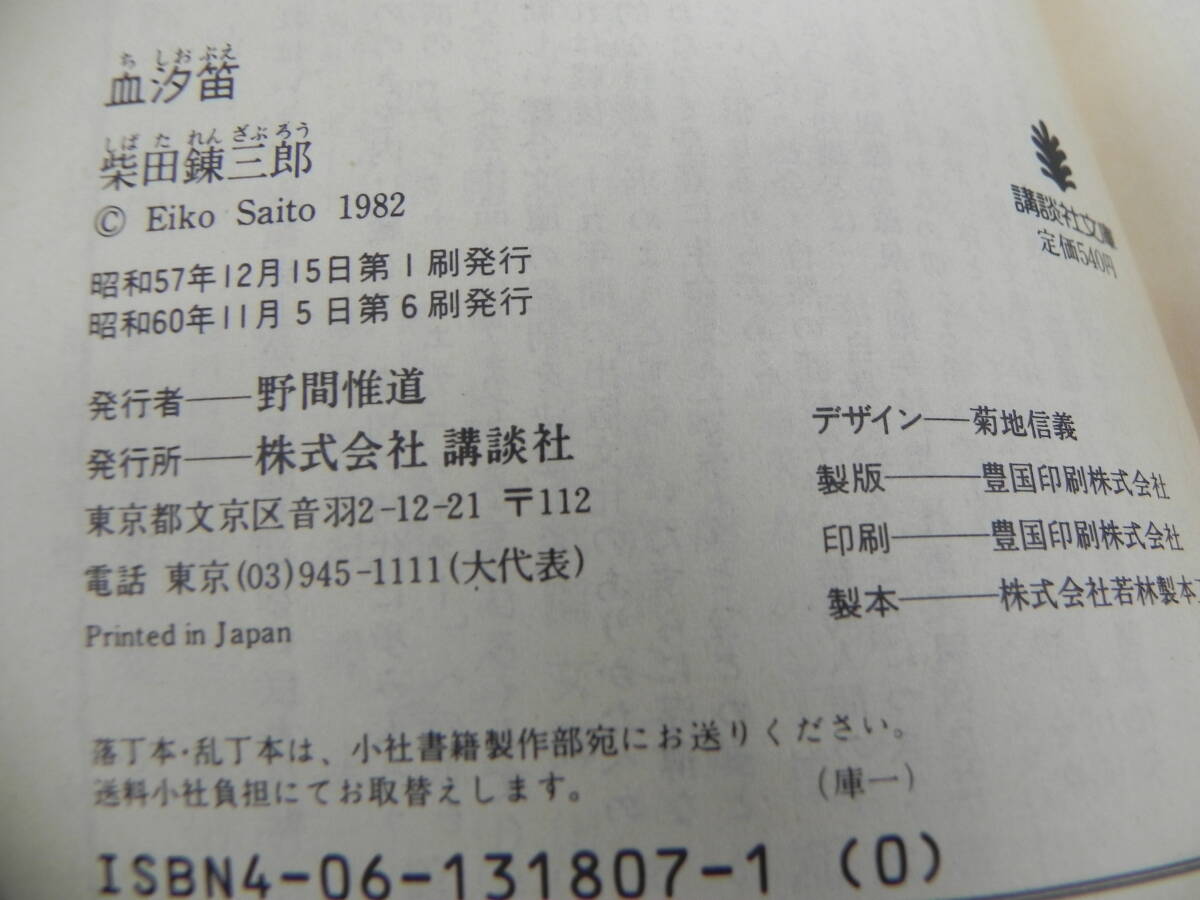 ち しお ぶえ
血汐笛
しば た れん ざぶ ろう
柴田錬三郎
© Eiko Saito 1982
昭和57年12月15日第1刷発行
昭和60年11月5日第6刷発行
発行者——野間惟道
発行所——株式会社 講談社
東京都文京区音羽2-12-21 〒112
電話 東京(03)945-1111(大代表)
Printed in Japan
講談社文庫
定価540円
デザイン——菊地信義
製版———豊国印刷株式会社
印刷———豊国印刷株式会社
製本———株式会社若林製本工
落丁本・乱丁本は、小社書籍製作部宛にお送りください。
送料小社負担にてお取替えします。 (庫一)
ISBN4-06-131807-1 (0)